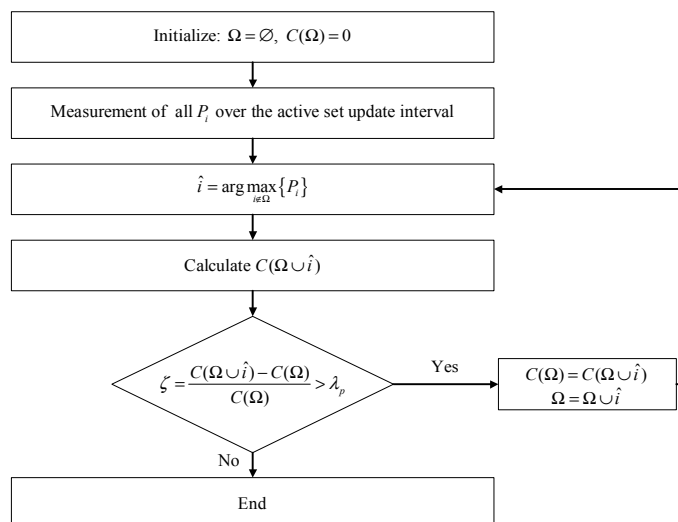 Initialize: Ω = ∅, C(Ω) = 0
Measurement of all P_i over the active set update interval
î = arg max_{i∉Ω} {P_i}
Calculate C(Ω ∪ î)
ζ = \frac{C(Ω ∪ î) − C(Ω)}{C(Ω)} > λ_p
Yes
C(Ω) = C(Ω ∪ î)
Ω = Ω ∪ î
No
End